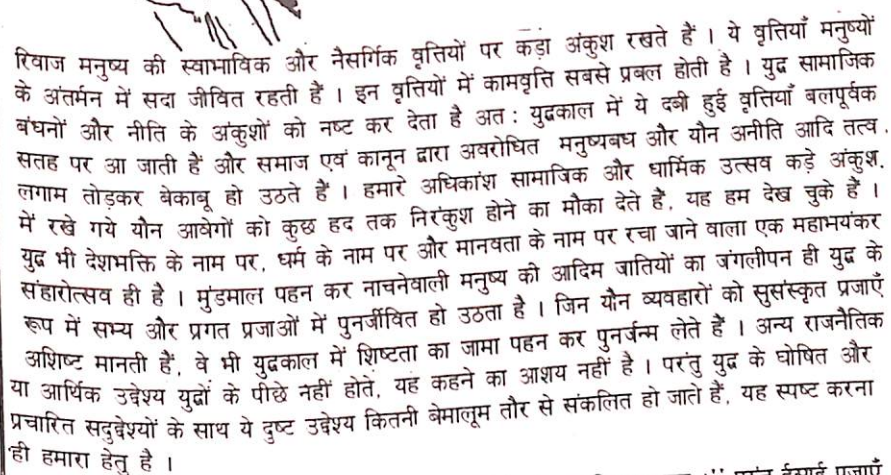 रिवाज मनुष्य की स्वाभाविक और नैसर्गिक वृत्तियों पर कड़ा अंकुश रखते हैं । ये वृत्तियाँ मनुष्यों
के अंतर्मन में सदा जीवित रहती हैं । इन वृत्तियों में कामवृत्ति सबसे प्रबल होती है । युद्ध सामाजिक
बंधनों और नीति के अंकुशों को नष्ट कर देता है अत : युद्धकाल में ये दबी हुई वृत्तियाँ बलपूर्वक
सतह पर आ जाती हैं और समाज एवं कानून द्वारा अवरोधित मनुष्यबध और यौन अनीति आदि तत्व
लगाम तोड़कर बेकाबू हो उठते हैं । हमारे अधिकांश सामाजिक और धार्मिक उत्सव कड़े अंकुश
में रखे गये यौन आवेगों को कुछ हद तक निरंकुश होने का मौका देते हैं, यह हम देख चुके हैं ।
युद्ध भी देशभक्ति के नाम पर, धर्म के नाम पर और मानवता के नाम पर रचा जाने वाला एक महाभयंकर
संहारोत्सव ही है । मुंडमाल पहन कर नाचनेवाली मनुष्य की आदिम जातियों का जंगलीपन ही युद्ध के
रूप में सभ्य और प्रगत प्रजाओं में पुनर्जीवित हो उठता है । जिन यौन व्यवहारों को सुसंस्कृत प्रजाएँ
अशिष्ट मानती हैं, वे भी युद्धकाल में शिष्टता का जामा पहन कर पुनर्जन्म लेते हैं । अन्य राजनैतिक
या आर्थिक उद्देश्य युद्धों के पीछे नहीं होते, यह कहने का आशय नहीं है । परंतु युद्ध के घोषित और
प्रचारित सदुद्देश्यों के साथ ये दुष्ट उद्देश्य कितनी बेमालूम तौर से संकलित हो जाते हैं, यह स्पष्ट करना
ही हमारा हेतु है ।